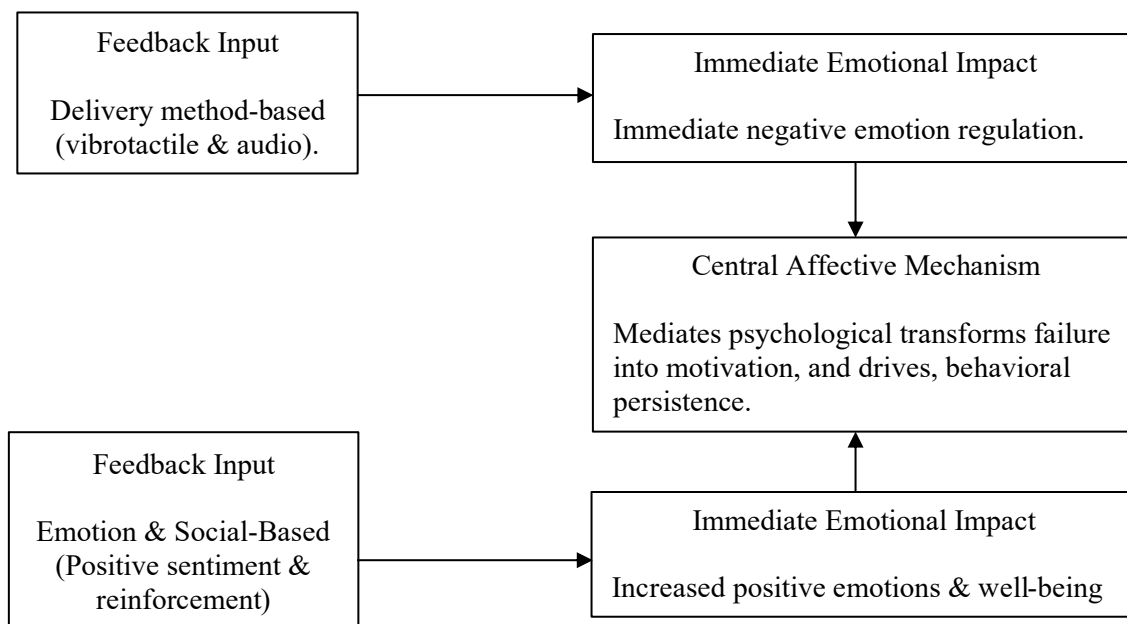 Feedback Input
Delivery method-based
(vibrotactile & audio).
Immediate Emotional Impact
Immediate negative emotion regulation.
Central Affective Mechanism
Mediates psychological transforms failure
into motivation, and drives, behavioral
persistence.
Feedback Input
Emotion & Social-Based
(Positive sentiment &
reinforcement)
Immediate Emotional Impact
Increased positive emotions & well-being